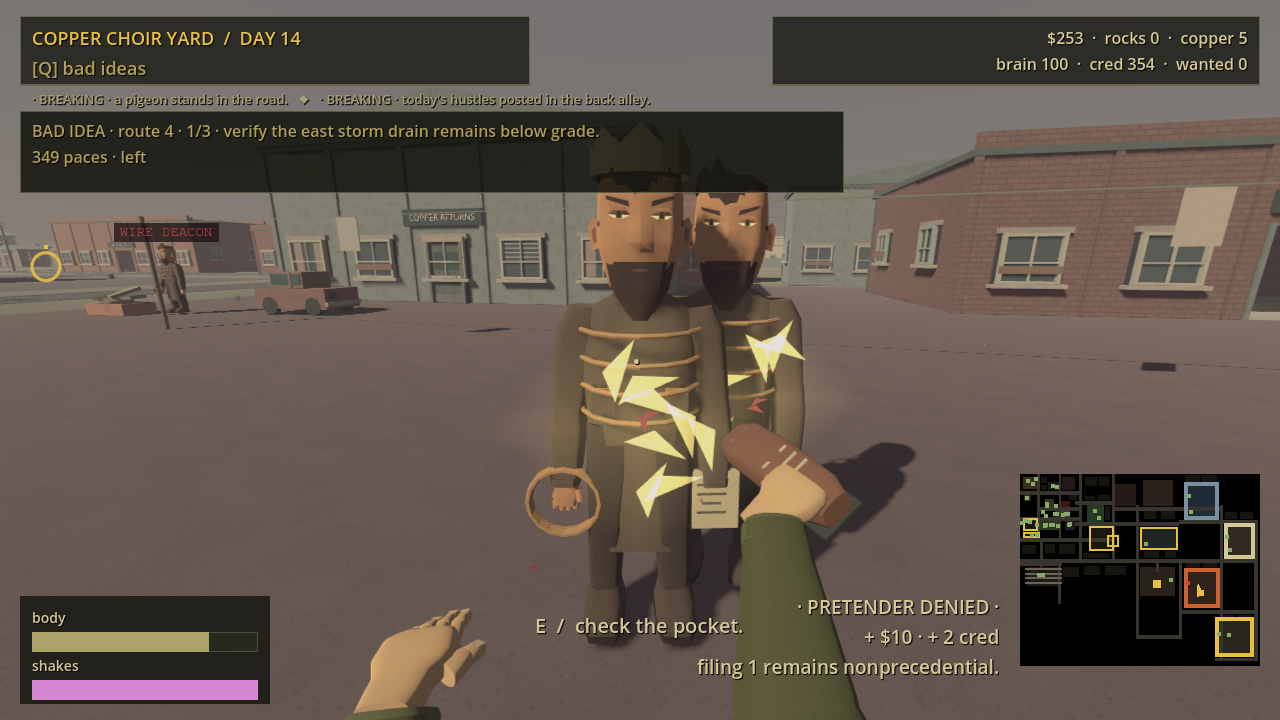 COPPER CHOIR YARD / DAY 14
[Q] bad ideas
$253 · rocks 0 · copper 5
brain 100 · cred 354 · wanted 0
· BREAKING · a pigeon stands in the road. ◆ · BREAKING · today's hustles posted in the back alley.
BAD IDEA · route 4 · 1/3 · verify the east storm drain remains below grade.
349 paces · left
COPPER RETURNS
WIRE DEACON
E / check the pocket.
· PRETENDER DENIED ·
+ $10 · + 2 cred
filing 1 remains nonprecedential.
body
shakes